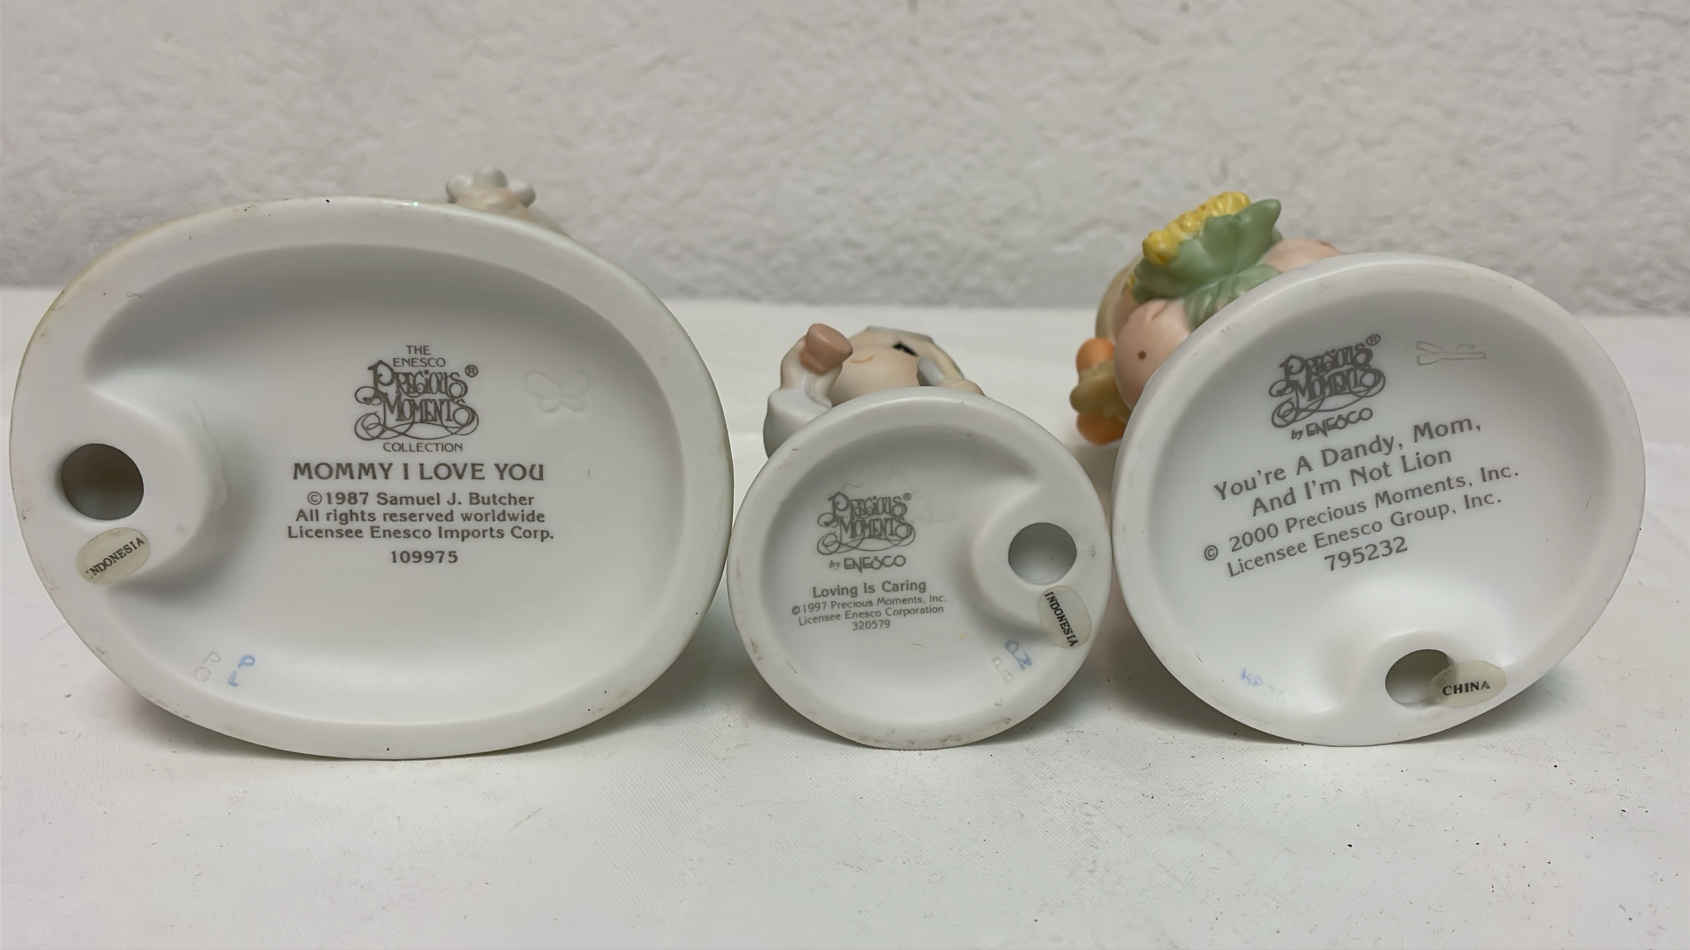 THE
ENESCO
PRECIOUS
MOMENTS®
COLLECTION
MOMMY I LOVE YOU
©1987 Samuel J. Butcher
All rights reserved worldwide
Licensee Enesco Imports Corp.
109975
INDONESIA
P P
O L
PRECIOUS®
MOMENTS
by ENESCO
Loving Is Caring
©1997 Precious Moments, Inc.
Licensee Enesco Corporation
320579
INDONESIA
PRECIOUS®
MOMENTS
by ENESCO
You're A Dandy, Mom,
And I'm Not Lion
© 2000 Precious Moments, Inc.
Licensee Enesco Group, Inc.
795232
CHINA